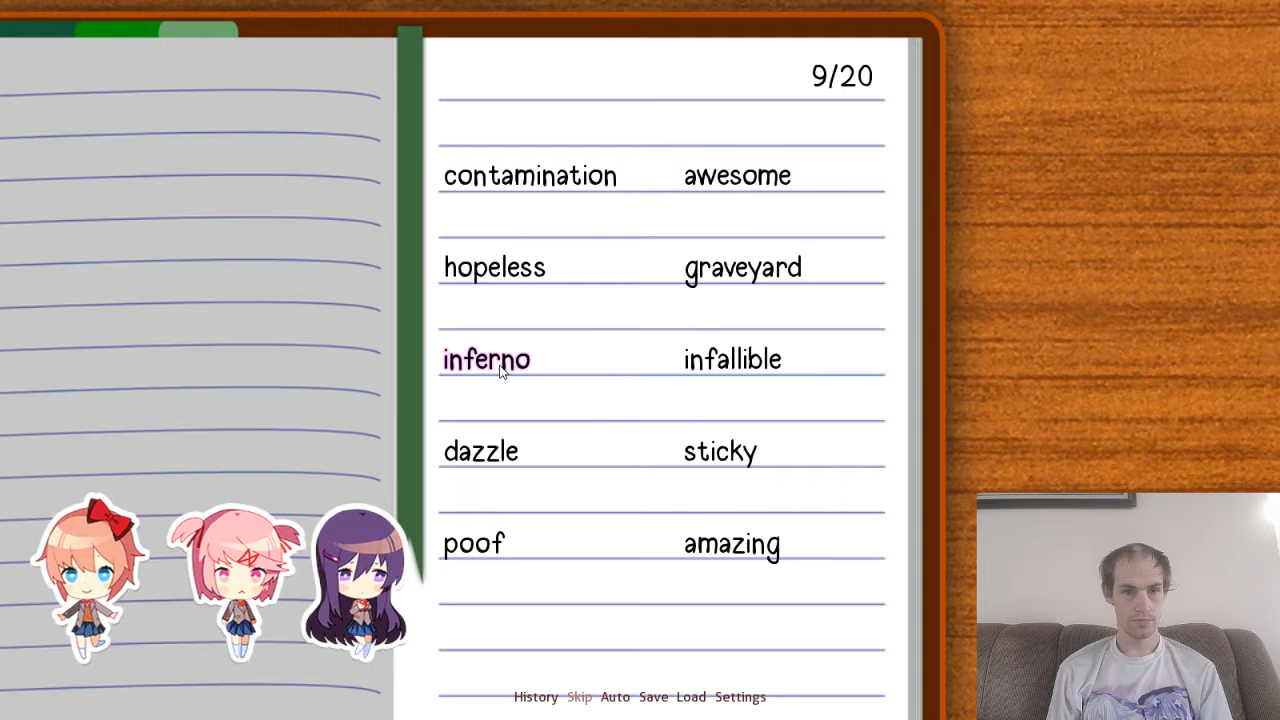 9/20
contamination awesome
hopeless graveyard
inferno infallible
dazzle sticky
poof amazing
History Skip Auto Save Load Settings